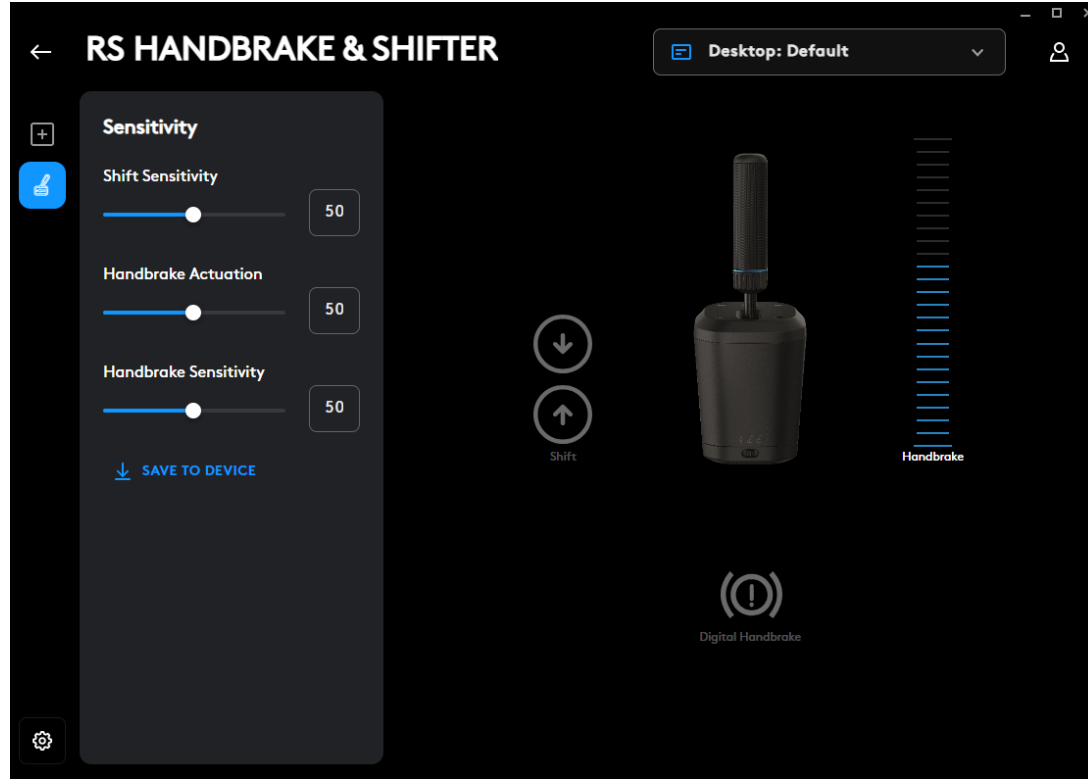 RS HANDBRAKE & SHIFTER
Desktop: Default
Sensitivity
Shift Sensitivity
50
Handbrake Actuation
50
Handbrake Sensitivity
50
SAVE TO DEVICE
Shift
Handbrake
Digital Handbrake